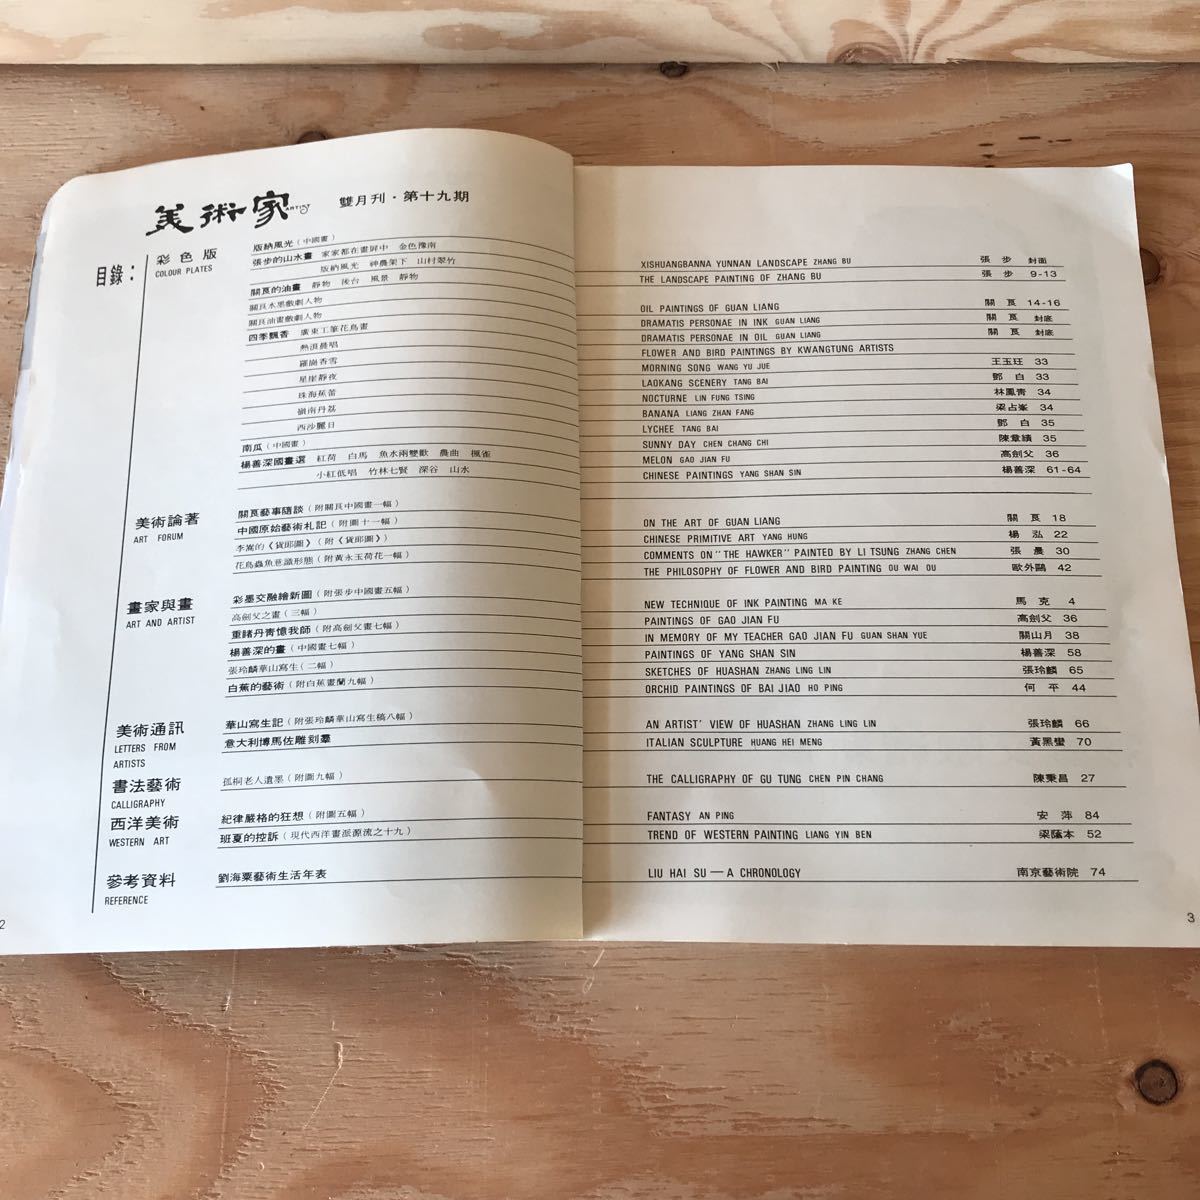 美術家 ARTIST 雙月刊・第十九期
目錄：
彩色版
COLOUR PLATES
版納風光（中國畫）
張步的山水畫 家家都在畫屏中 金色豫南
版納風光 神農架下 山村翠竹
關良的油畫 靜物 後台 風景 靜物
關良水墨戲劇人物
關良油畫戲劇人物
四季飄香 廣東工筆花鳥畫
熱浪晨唱
羅崗香雪
星崖靜夜
珠海蕉蕾
嶺南丹荔
西沙麗日
南瓜（中國畫）
楊善深國畫選 紅荷 白馬 魚水兩雙歡 農曲 楓雀
小紅低唱 竹林七賢 深谷 山水
美術論著
ART FORUM
關良藝事隨談（附關良中國畫一幅）
中國原始藝術札記（附圖十一幅）
李嵩的《貨郎圖》（附《貨郎圖》）
花鳥蟲魚意識形態（附黃永玉荷花一幅）
畫家與畫
ART AND ARTIST
彩墨交融繪新圖（附張步中國畫五幅）
高劍父之畫（三幅）
重睹丹青憶我師（附高劍父畫七幅）
楊善深的畫（中國畫七幅）
張玲麟華山寫生（二幅）
白蕉的藝術（附白蕉畫蘭九幅）
美術通訊
LETTERS FROM
ARTISTS
華山寫生記（附張玲麟華山寫生稿八幅）
意大利博馬佐雕刻羣
書法藝術
CALLIGRAPHY
孤桐老人遺墨（附圖九幅）
西洋美術
WESTERN ART
紀律嚴格的狂想（附圖五幅）
班夏的控訴（現代西洋畫派源流之十九）
參考資料
REFERENCE
劉海粟藝術生活年表
2
XISHUANGBANNA YUNNAN LANDSCAPE ZHANG BU 張步 封面
THE LANDSCAPE PAINTING OF ZHANG BU 張步 9-13
OIL PAINTINGS OF GUAN LIANG 關良 14-16
DRAMATIS PERSONAE IN INK GUAN LIANG 關良 封底
DRAMATIS PERSONAE IN OIL GUAN LIANG 關良 封底
FLOWER AND BIRD PAINTINGS BY KWANGTUNG ARTISTS
MORNING SONG WANG YU JUE 王玉玨 33
LAOKANG SCENERY TANG BAI 鄧白 33
NOCTURNE LIN FUNG TSING 林鳳青 34
BANANA LIANG ZHAN FANG 梁占峯 34
LYCHEE TANG BAI 鄧白 35
SUNNY DAY CHEN CHANG CHI 陳章績 35
MELON GAO JIAN FU 高劍父 36
CHINESE PAINTINGS YANG SHAN SIN 楊善深 61-64
ON THE ART OF GUAN LIANG 關良 18
CHINESE PRIMITIVE ART YANG HUNG 楊泓 22
COMMENTS ON "THE HAWKER" PAINTED BY LI TSUNG ZHANG CHEN 張晨 30
THE PHILOSOPHY OF FLOWER AND BIRD PAINTING OU WAI OU 歐外鷗 42
NEW TECHNIQUE OF INK PAINTING MA KE 馬克 4
PAINTINGS OF GAO JIAN FU 高劍父 36
IN MEMORY OF MY TEACHER GAO JIAN FU GUAN SHAN YUE 關山月 38
PAINTINGS OF YANG SHAN SIN 楊善深 58
SKETCHES OF HUASHAN ZHANG LING LIN 張玲麟 65
ORCHID PAINTINGS OF BAI JIAO HO PING 何平 44
AN ARTIST' VIEW OF HUASHAN ZHANG LING LIN 張玲麟 66
ITALIAN SCULPTURE HUANG HEI MENG 黃黑蠻 70
THE CALLIGRAPHY OF GU TUNG CHEN PIN CHANG 陳秉昌 27
FANTASY AN PING 安萍 84
TREND OF WESTERN PAINTING LIANG YIN BEN 梁蔭本 52
LIU HAI SU — A CHRONOLOGY 南京藝術院 74
3